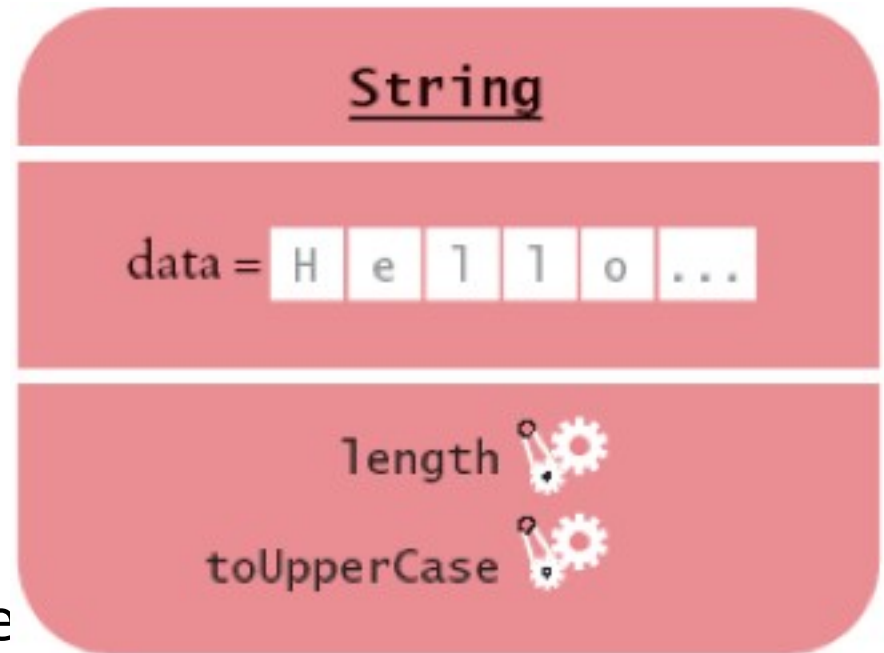 String
data = H e l l o ...
length
toUpperCase
e